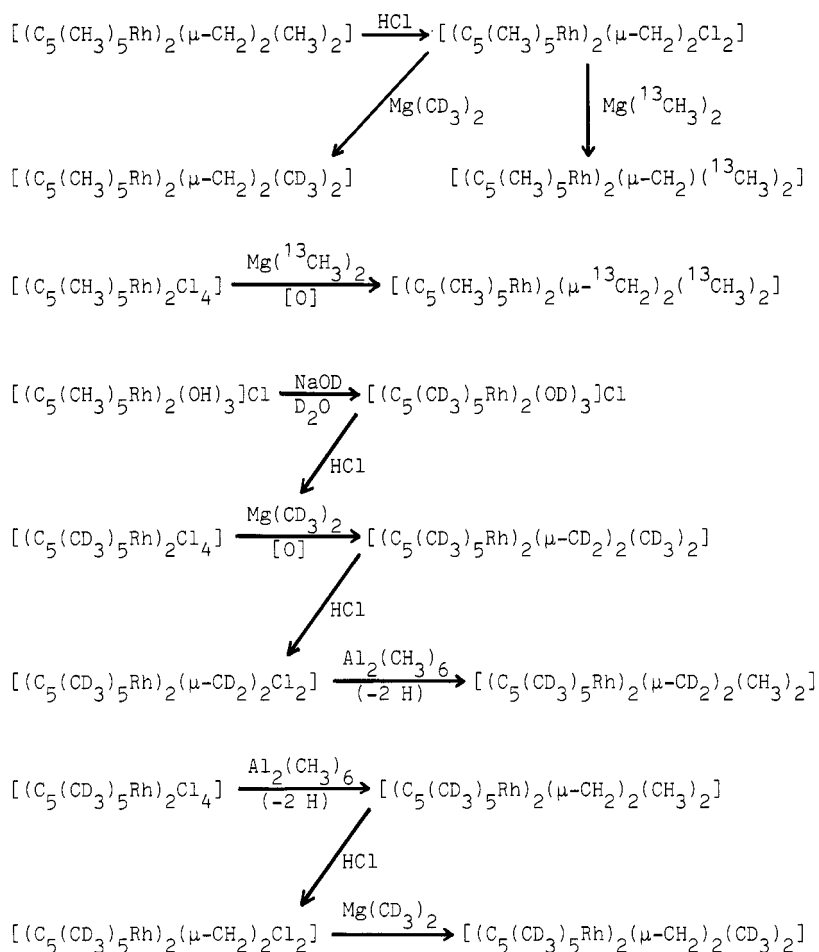 HCl
[(C₅(CH₃)₅Rh)₂(μ-CH₂)₂(CH₃)₂] [(C₅(CH₃)₅Rh)₂(μ-CH₂)₂Cl₂]
Mg(CD₃)₂ Mg(¹³CH₃)₂
[(C₅(CH₃)₅Rh)₂(μ-CH₂)₂(CD₃)₂] [(C₅(CH₃)₅Rh)₂(μ-CH₂)(¹³CH₃)₂]
Mg(¹³CH₃)₂
[(C₅(CH₃)₅Rh)₂Cl₄] [(C₅(CH₃)₅Rh)₂(μ-¹³CH₂)₂(¹³CH₃)₂]
[O]
NaOD
[(C₅(CH₃)₅Rh)₂(OH)₃]Cl [(C₅(CD₃)₅Rh)₂(OD)₃]Cl
D₂O
HCl
Mg(CD₃)₂
[(C₅(CD₃)₅Rh)₂Cl₄] [(C₅(CD₃)₅Rh)₂(μ-CD₂)₂(CD₃)₂]
[O]
HCl
Al₂(CH₃)₆
[(C₅(CD₃)₅Rh)₂(μ-CD₂)₂Cl₂] [(C₅(CD₃)₅Rh)₂(μ-CD₂)₂(CH₃)₂]
(-2 H)
Al₂(CH₃)₆
[(C₅(CD₃)₅Rh)₂Cl₄] [(C₅(CD₃)₅Rh)₂(μ-CH₂)₂(CH₃)₂]
(-2 H)
HCl
Mg(CD₃)₂
[(C₅(CD₃)₅Rh)₂(μ-CH₂)₂Cl₂] [(C₅(CD₃)₅Rh)₂(μ-CH₂)₂(CD₃)₂]